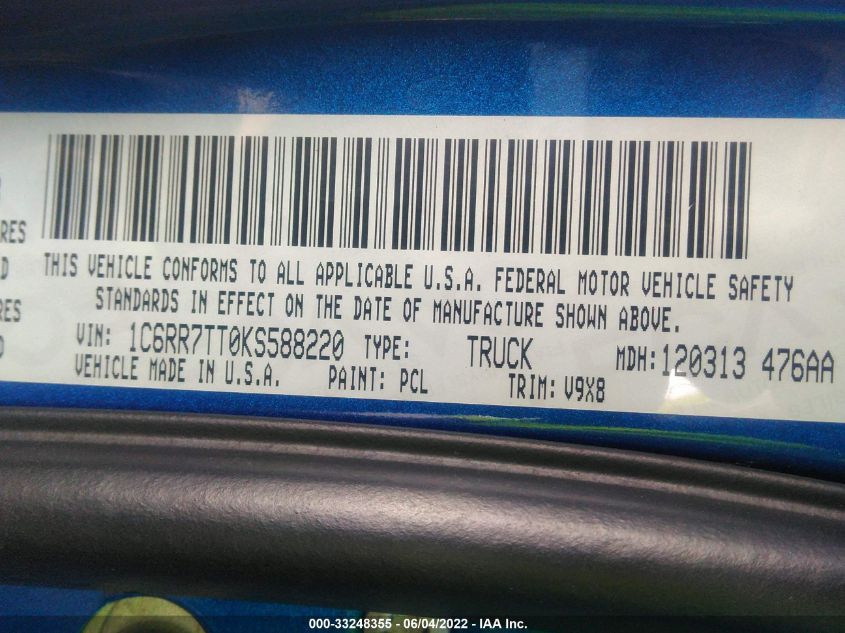 RES
D
RES
D
THIS VEHICLE CONFORMS TO ALL APPLICABLE U.S.A. FEDERAL MOTOR VEHICLE SAFETY
STANDARDS IN EFFECT ON THE DATE OF MANUFACTURE SHOWN ABOVE.
VIN: 1C6RR7TT0KS588220 TYPE: TRUCK MDH:120313 476AA
VEHICLE MADE IN U.S.A. PAINT: PCL TRIM: V9X8
000-33248355 - 06/04/2022 - IAA Inc.